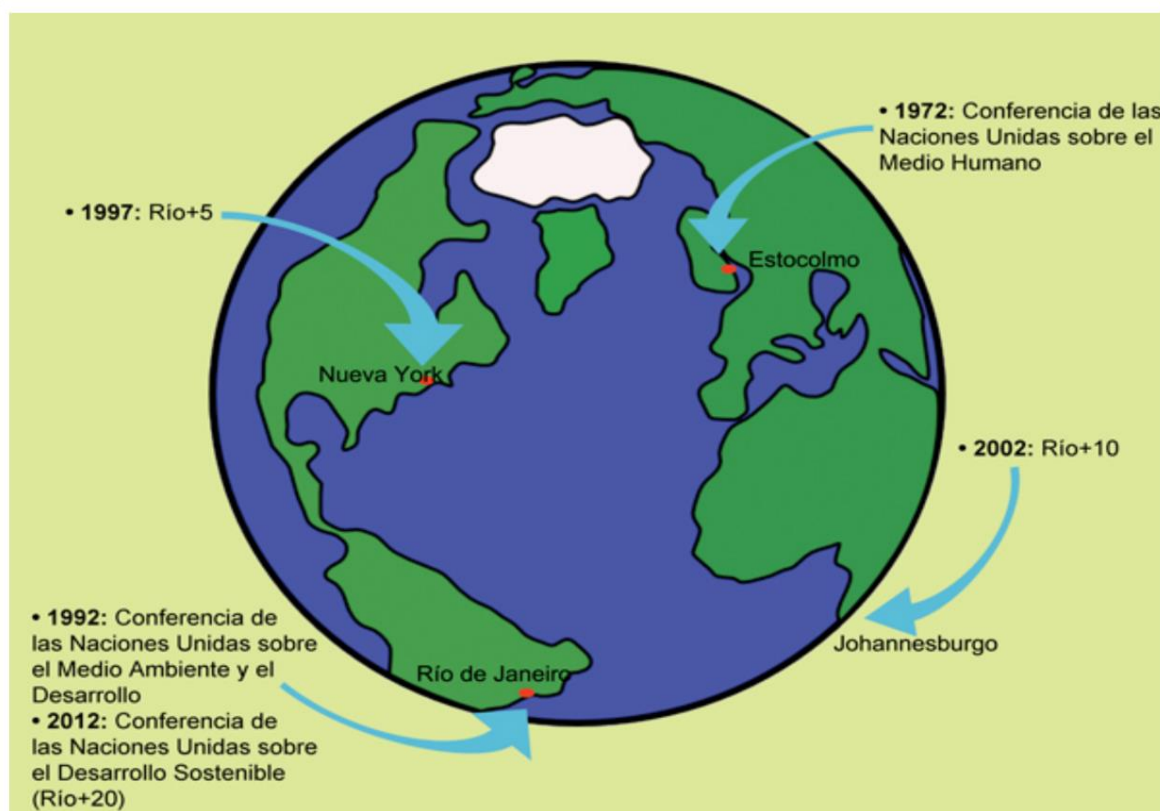 • 1972: Conferencia de las
Naciones Unidas sobre el
Medio Humano
• 1997: Río+5
Estocolmo
Nueva York
• 2002: Río+10
Johannesburgo
• 1992: Conferencia de
las Naciones Unidas sobre
el Medio Ambiente y el
Desarrollo
• 2012: Conferencia de
las Naciones Unidas sobre
el Desarrollo Sostenible
(Río+20)
Río de Janeiro